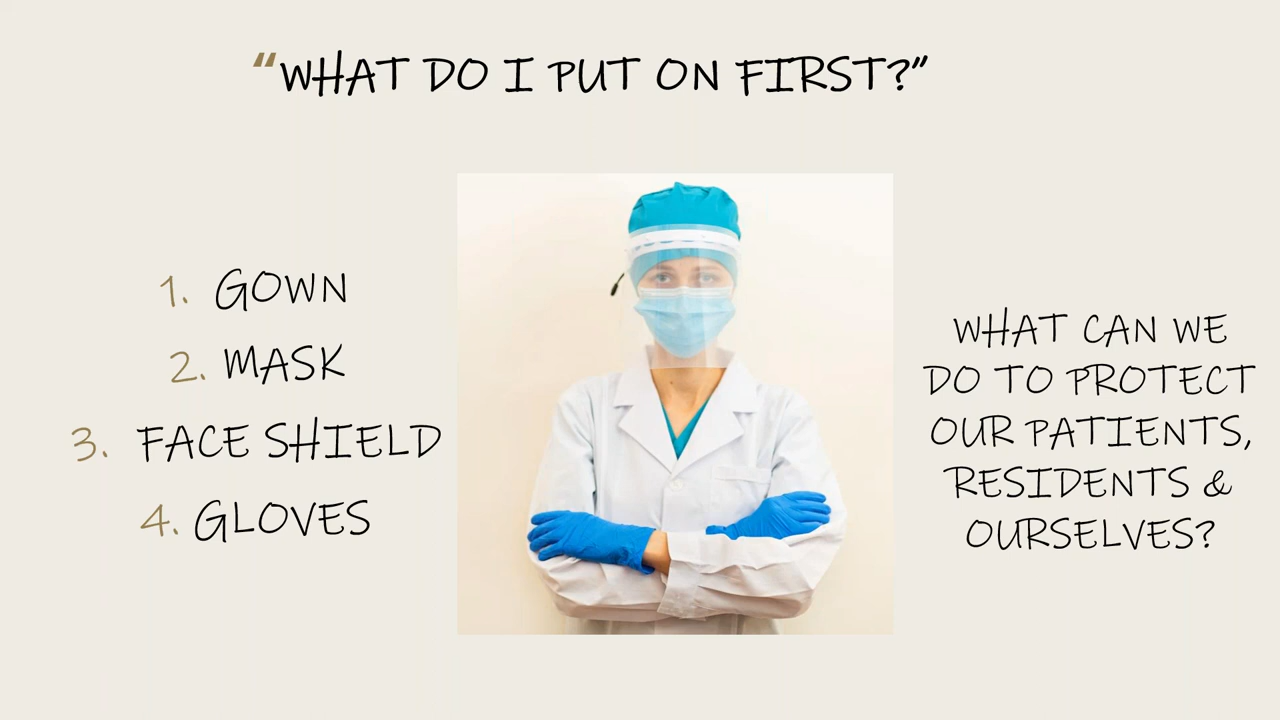 “WHAT DO I PUT ON FIRST?”
1. GOWN
2. MASK
3. FACE SHIELD
4. GLOVES
WHAT CAN WE
DO TO PROTECT
OUR PATIENTS,
RESIDENTS &
OURSELVES?